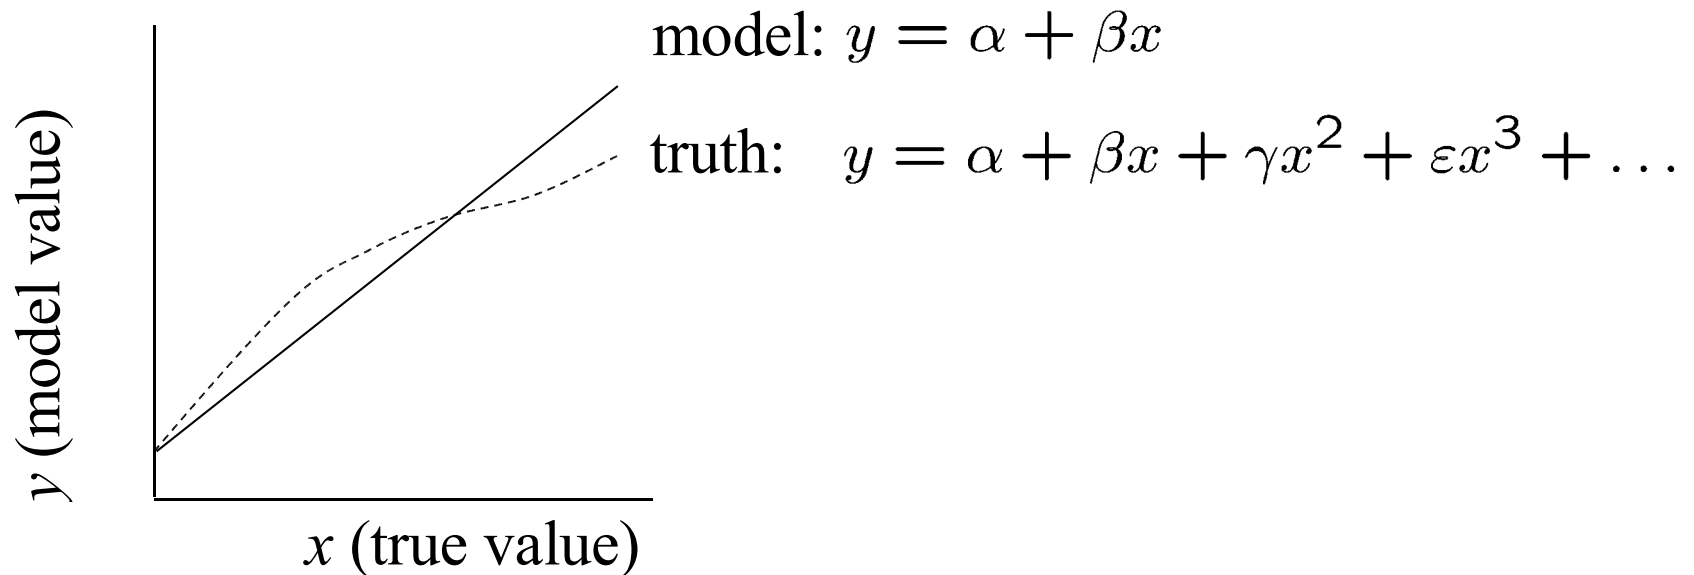 model: y = α + βx
truth: y = α + βx + γx² + εx³ + ...
y (model value)
x (true value)